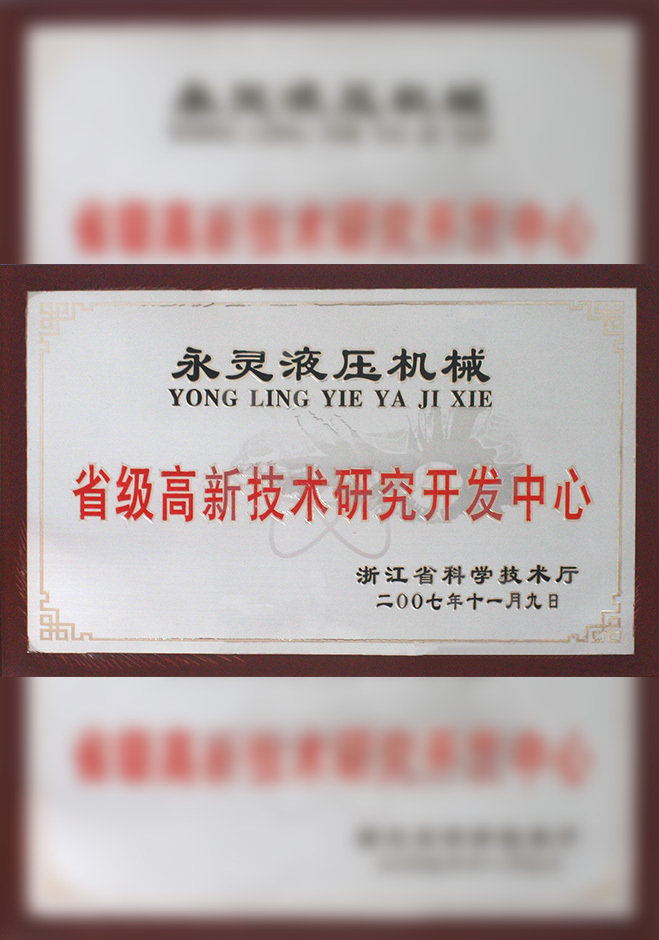 永灵液压机械
YONG LING YIE YA JI XIE
省级高新技术研究开发中心
浙江省科学技术厅
二〇〇七年十一月九日